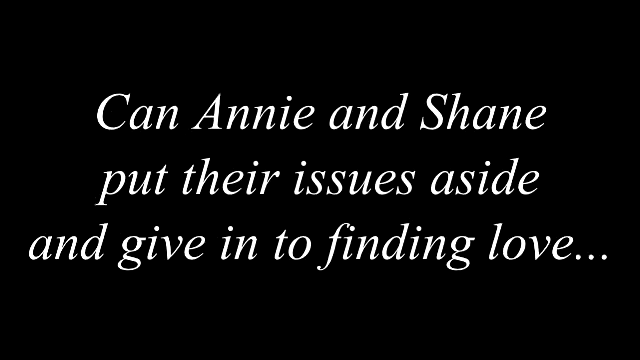 Can Annie and Shane
put their issues aside
and give in to finding love...